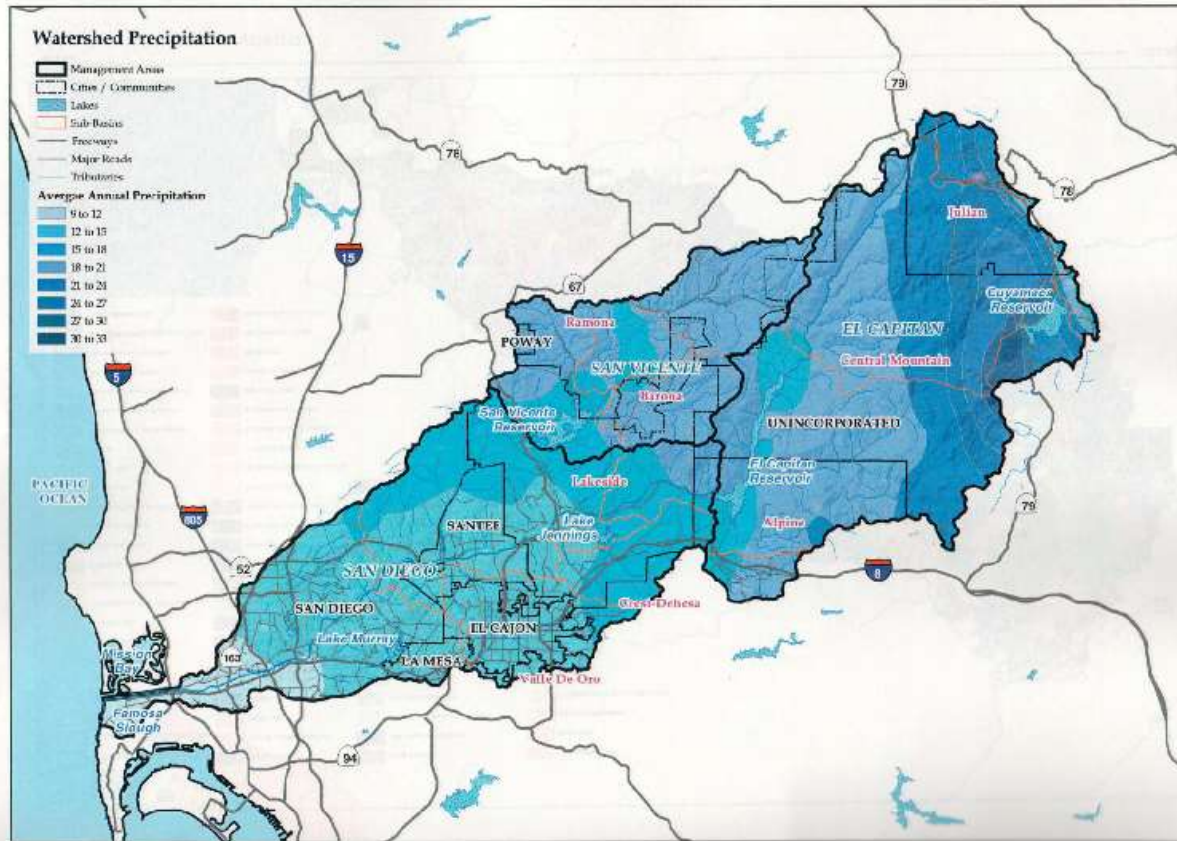 Watershed Precipitation
Management Areas
Cities / Communities
Lakes
Sub-Basins
Freeways
Major Roads
Tributaries
Avergae Annual Precipitation
9 to 12
12 to 15
15 to 18
18 to 21
21 to 24
24 to 27
27 to 30
30 to 33
79
78
78
15
67
Julian
Cuyamaca
Reservoir
Ramona
POWAY
SAN VICENTE
EL CAPITAN
Central Mountain
5
Barona
San Vicente
Reservoir
UNINCORPORATED
PACIFIC
OCEAN
Lakeside
El Capitan
Reservoir
805
SANTEE
Lake
Jennings
Alpine
79
52
SAN DIEGO
8
SAN DIEGO
Crest-Dehesa
EL CAJON
Lake Murray
163
LA MESA
Mission
Bay
Valle De Oro
Famosa
Slough
94